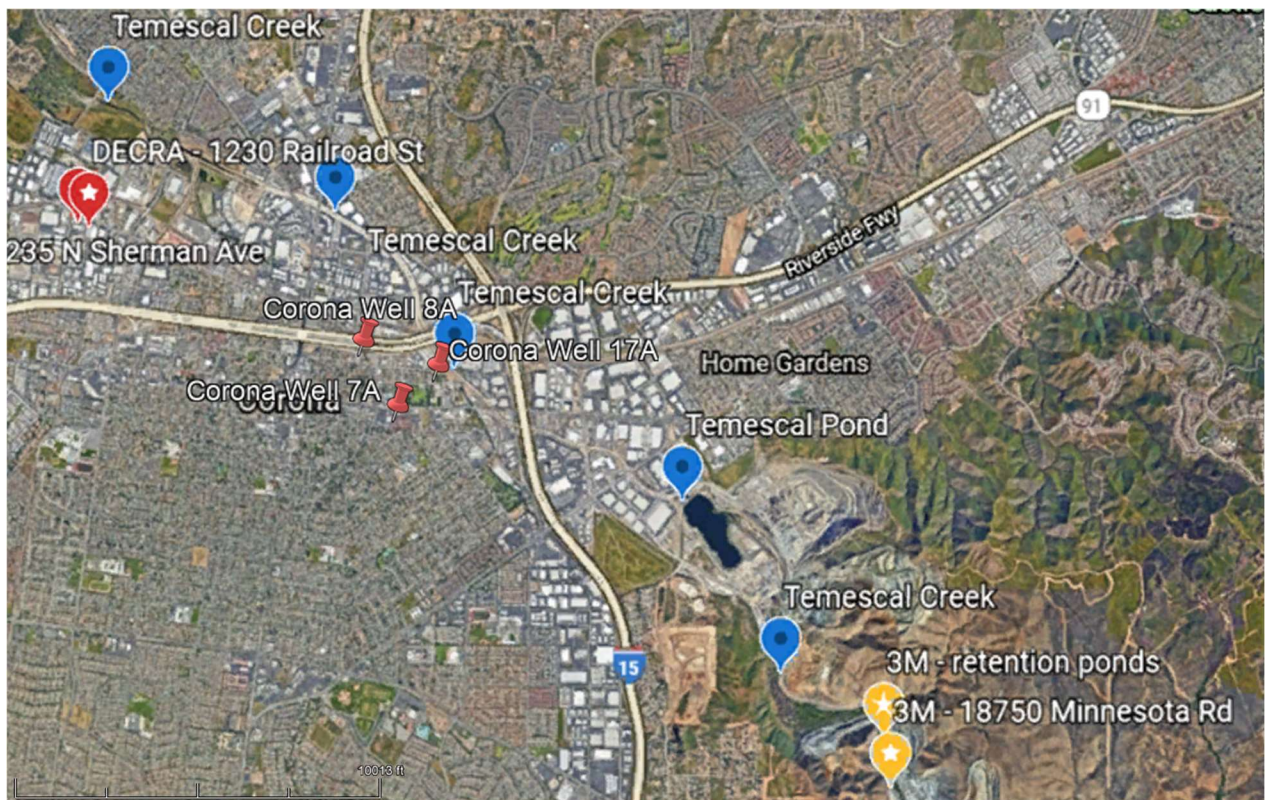 Temescal Creek
91
DECRA - 1230 Railroad St
235 N Sherman Ave
Temescal Creek
Riverside Fwy
Temescal Creek
Corona Well 8A
Corona Well 17A
Home Gardens
Corona Well 7A
Corona
Temescal Pond
Temescal Creek
15
3M - retention ponds
3M - 18750 Minnesota Rd
10013 ft